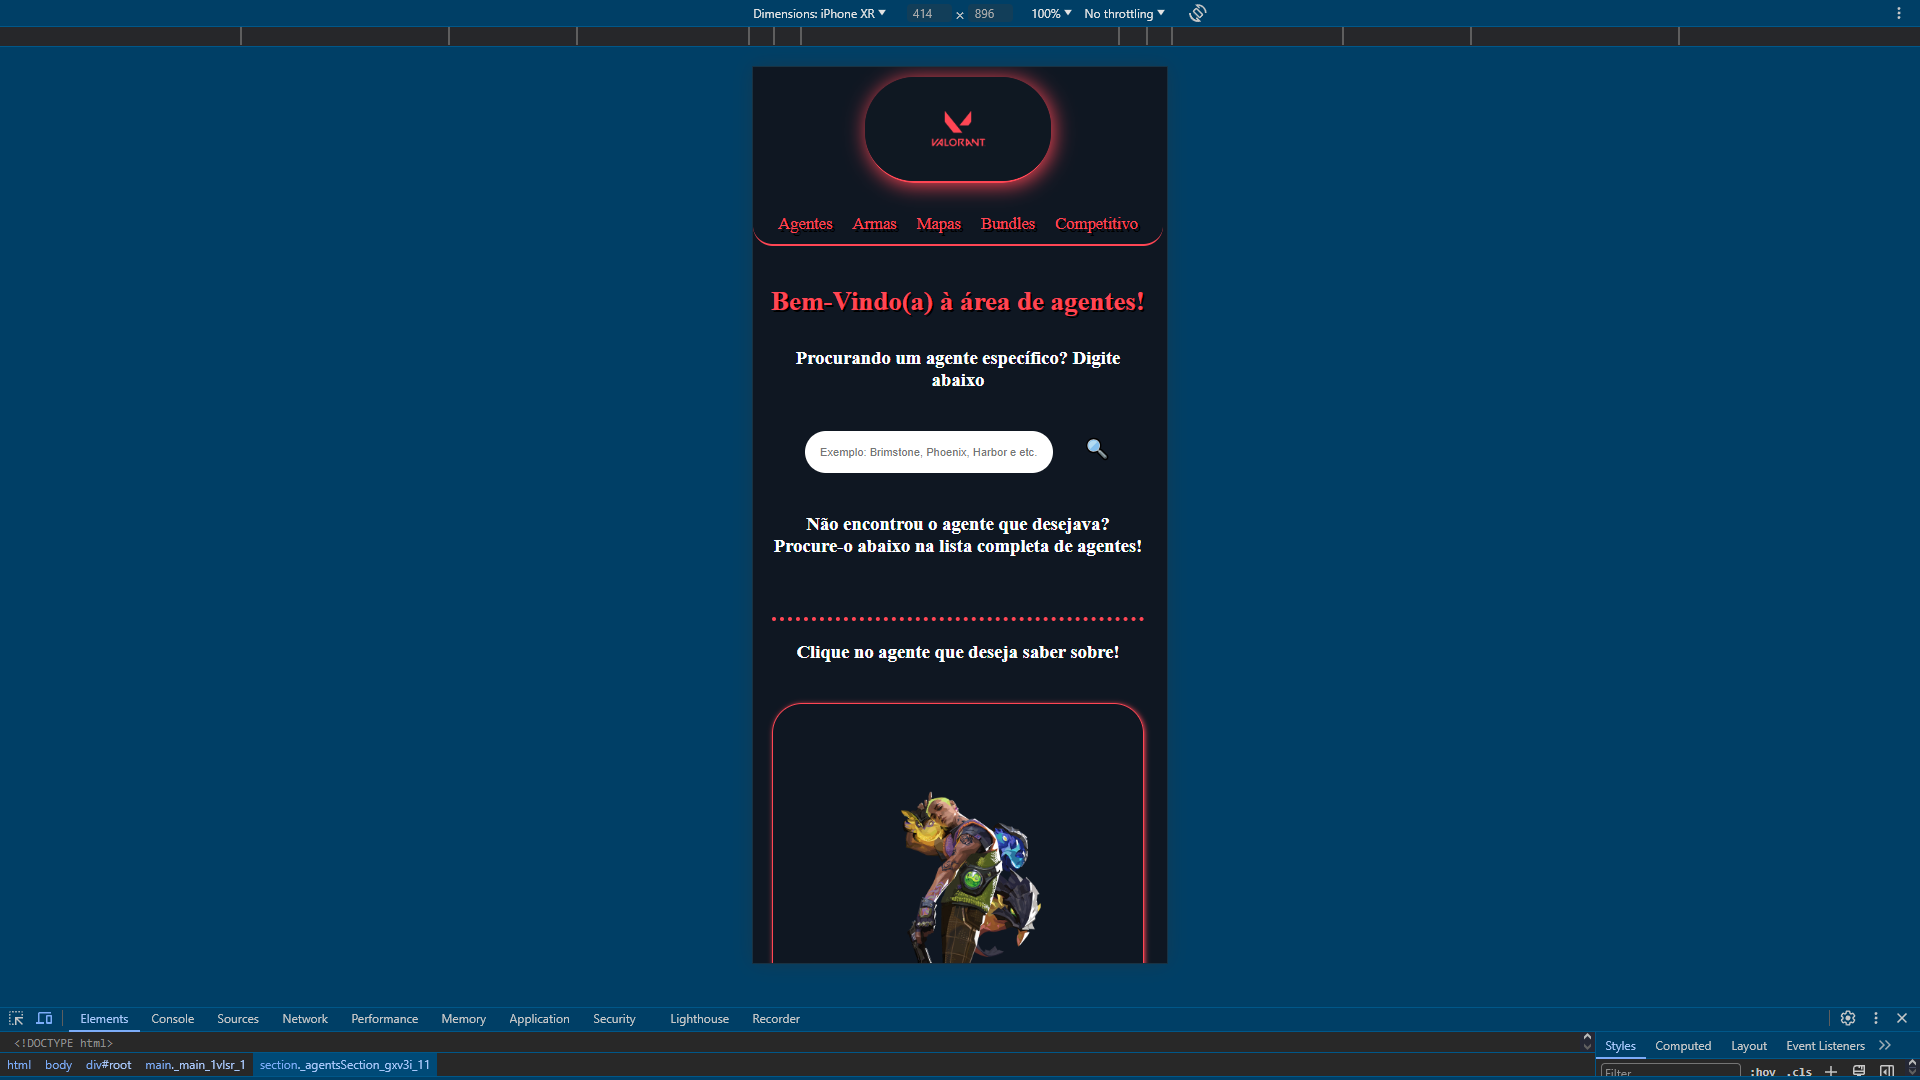 Dimensions: iPhone XR 414 × 896 100% No throttling
VALORANT
Agentes Armas Mapas Bundles Competitivo
Bem-Vindo(a) à área de agentes!
Procurando um agente específico? Digite
abaixo
Exemplo: Brimstone, Phoenix, Harbor e etc.
Não encontrou o agente que desejava?
Procure-o abaixo na lista completa de agentes!
Clique no agente que deseja saber sobre!
Elements Console Sources Network Performance Memory Application Security Lighthouse Recorder
<!DOCTYPE html>
html body div#root main._main_1vlsr_1 section._agentsSection_gxv3i_11
Styles Computed Layout Event Listeners
Filter :hov .cls